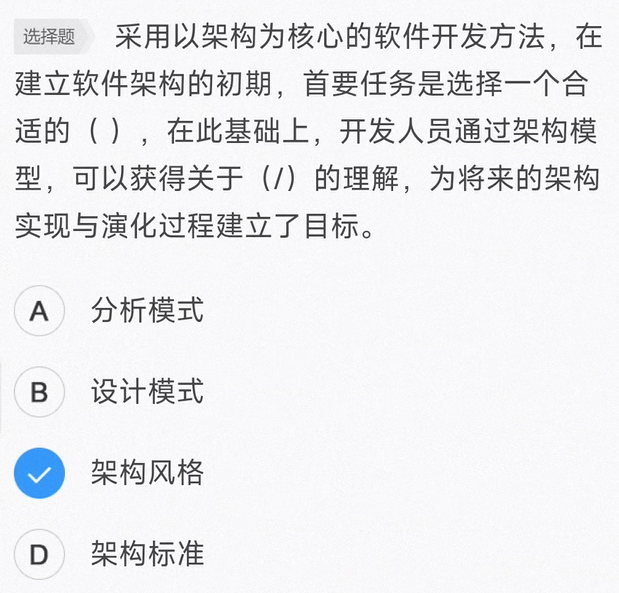 选择题 采用以架构为核心的软件开发方法，在
建立软件架构的初期，首要任务是选择一个合
适的（ ），在此基础上，开发人员通过架构模
型，可以获得关于（/）的理解，为将来的架构
实现与演化过程建立了目标。
A 分析模式
B 设计模式
架构风格
D 架构标准